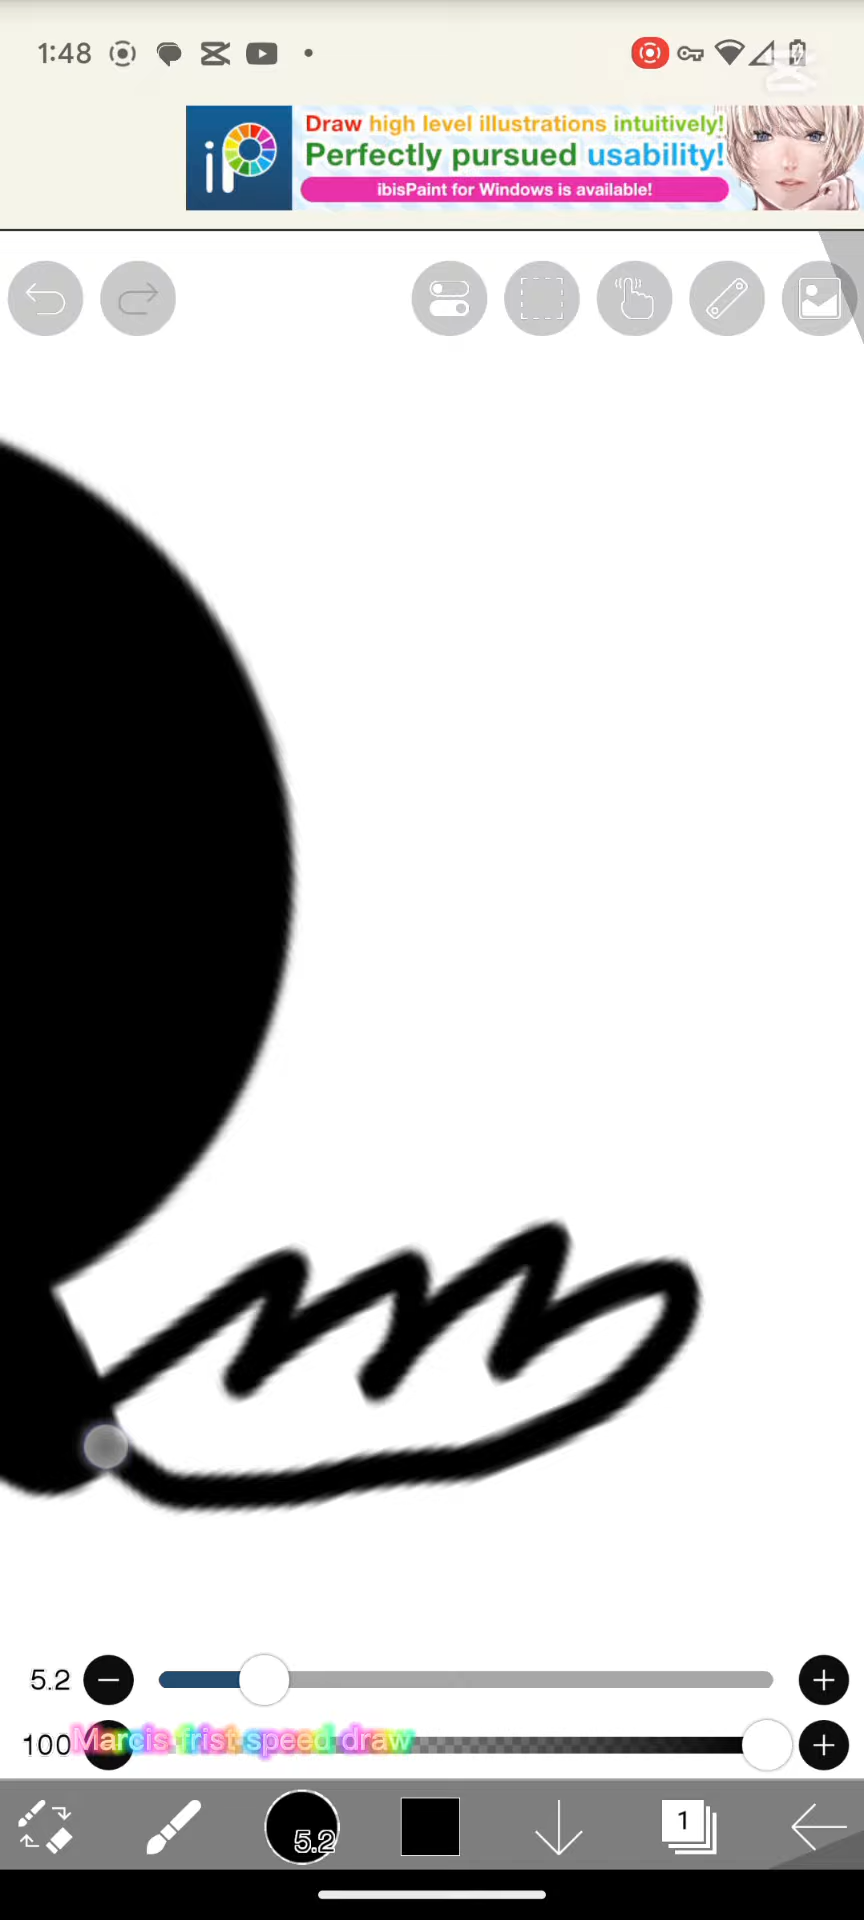 1:48
iP
Draw high level illustrations intuitively!
Perfectly pursued usability!
ibisPaint for Windows is available!
5.2
100
Marcis frist speed draw
5.2
1